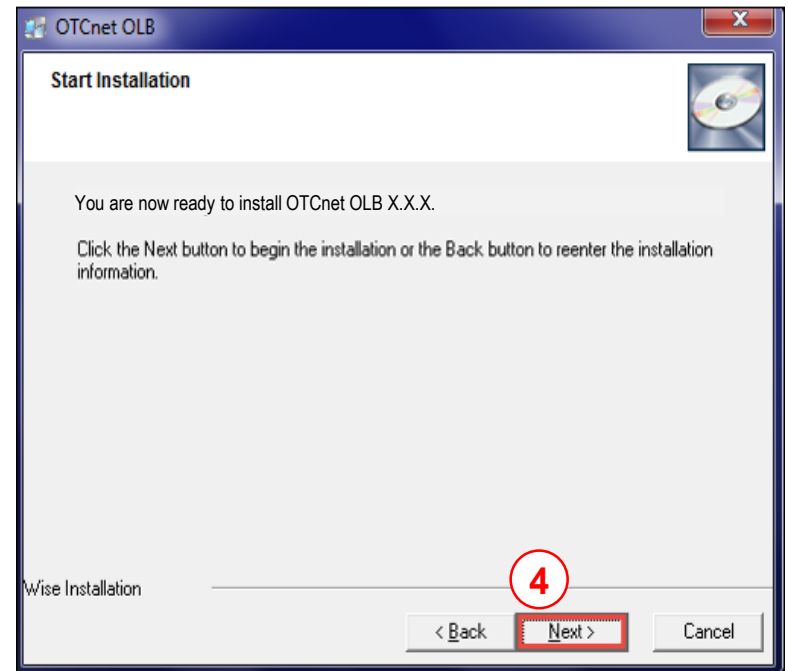 OTCnet OLB
X
Start Installation
You are now ready to install OTCnet OLB X.X.X.
Click the Next button to begin the installation or the Back button to reenter the installation
information.
4
Wise Installation
< Back
Next >
Cancel